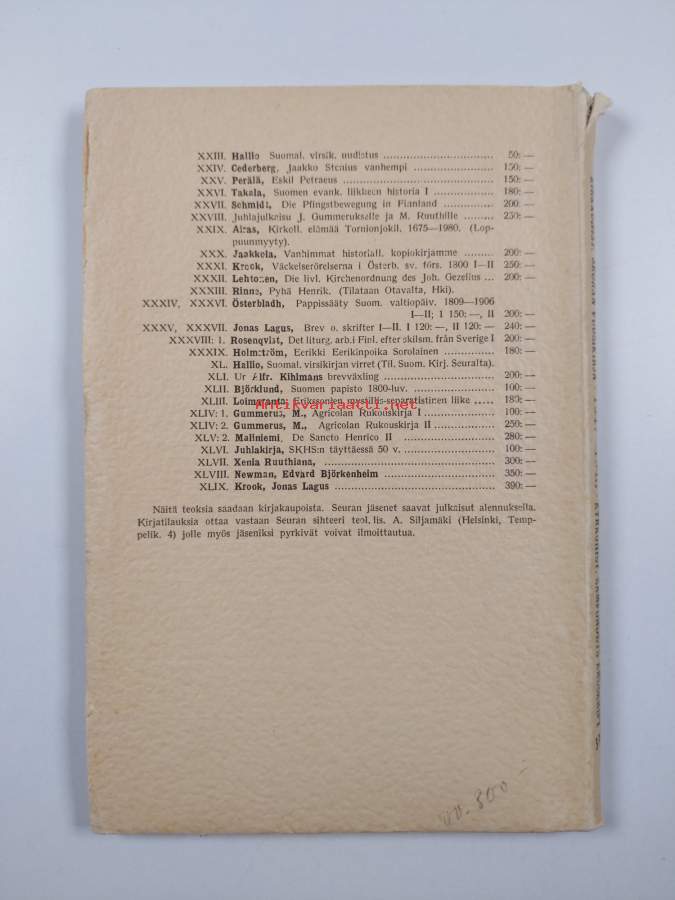 XXIII. Hallio Suomal. virsik. uudistus 50: —
XXIV. Cederberg, Jaakko Stenius vanhempi 150: —
XXV. Perälä, Eskil Petraeus 150: —
XXVI. Takala, Suomen evank. liikkeen historia I 180: —
XXVII. Schmidt, Die Pfingstbewegung in Finnland 200: —
XXVIII. Juhlajulkaisu J. Gummerukselle ja M. Ruuthille 250: —
XXIX. Airas, Kirkoll. elämää Tornionjokil. 1675—1980. (Loppuunmyyty).
XXX. Jaakkola, Vanhimmat historiall. kopiokirjamme 200: —
XXXI. Krook, Väckelserörelserna i Österb. sv. förs. 1800 I—II 250: —
XXXII. Lehtonen, Die livl. Kirchenordnung des Joh. Gezelius 200: —
XXXIII. Rinne, Pyhä Henrik. (Tilataan Otavalta, Hki).
XXXIV, XXXVI. Österbladh, Pappissääty Suom. valtiopäiv. 1809—1906
I—II; I 150: —, II 200: —
XXXV, XXXVII. Jonas Lagus, Brev o. skrifter I—II. I 120: —, II 120: — 240: —
XXXVIII: 1. Rosenqvist, Det liturg. arb.i Finl. efter skilsm. från Sverige I 200: —
XXXIX. Holmström, Eerikki Eerikinpoika Sorolainen 180: —
XL. Hallio, Suomal. virsikirjan virret (Til. Suom. Kirj. Seuralta).
XLI. Ur Alfr. Kihlmans brevväxling
XLII. Björklund, Suomen papisto 1800-luv. 100: —
XLIII. Loimaranta, Erikssonien mystillis-separatistinen liike 180: —
XLIV: 1. Gummerus, M., Agricolan Rukouskirja I 100: —
XLIV: 2. Gummerus, M., Agricolan Rukouskirja II 250: —
XLV: 2. Maliniemi, De Sancto Henrico II 280: —
XLVI. Juhlakirja, SKHS:n täyttäessä 50 v. 100: —
XLVII. Xenia Ruuthiana, 300: —
XLVIII. Newman, Edvard Björkenheim 350: —
XLIX. Krook, Jonas Lagus 390: —
Näitä teoksia saadaan kirjakaupoista. Seuran jäsenet saavat julkaisut alennuksella.
Kirjatilauksia ottaa vastaan Seuran sihteeri teol. lis. A. Siljamäki (Helsinki, Temp-
pelik. 4) jolle myös jäseniksi pyrkivät voivat ilmoittautua.
Antikvariaatti.net
800 —